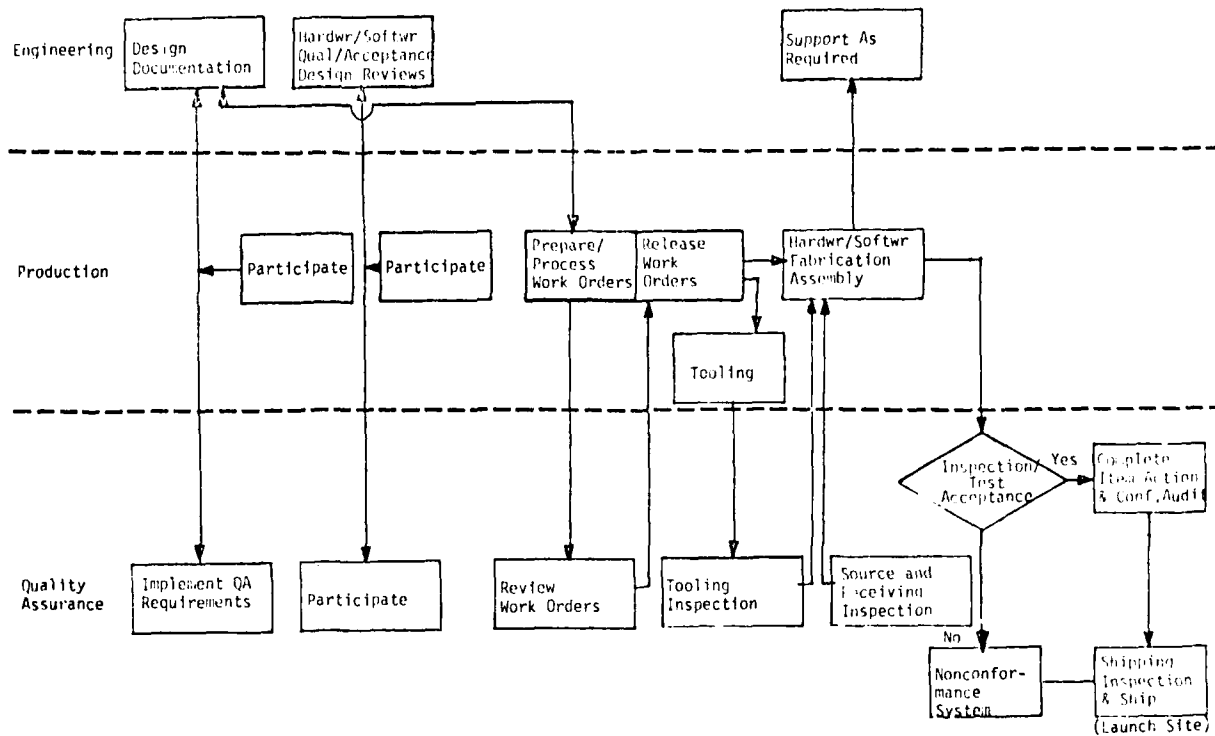 Engineering
Design
Documentation
Hardwr/Softwr
Qual/Acceptance
Design Reviews
Support As
Required
Production
Participate
Participate
Prepare/
Process
Work Orders
Release
Work
Orders
Hardwr/Softwr
Fabrication
Assembly
Tooling
Inspection/
Test
Acceptance
Yes
Complete
Item Action
& Conf. Audit
Quality
Assurance
Implement QA
Requirements
Participate
Review
Work Orders
Tooling
Inspection
Source and
Receiving
Inspection
No
Nonconfor-
mance
System
Shipping
Inspection
& Ship
(Launch Site)